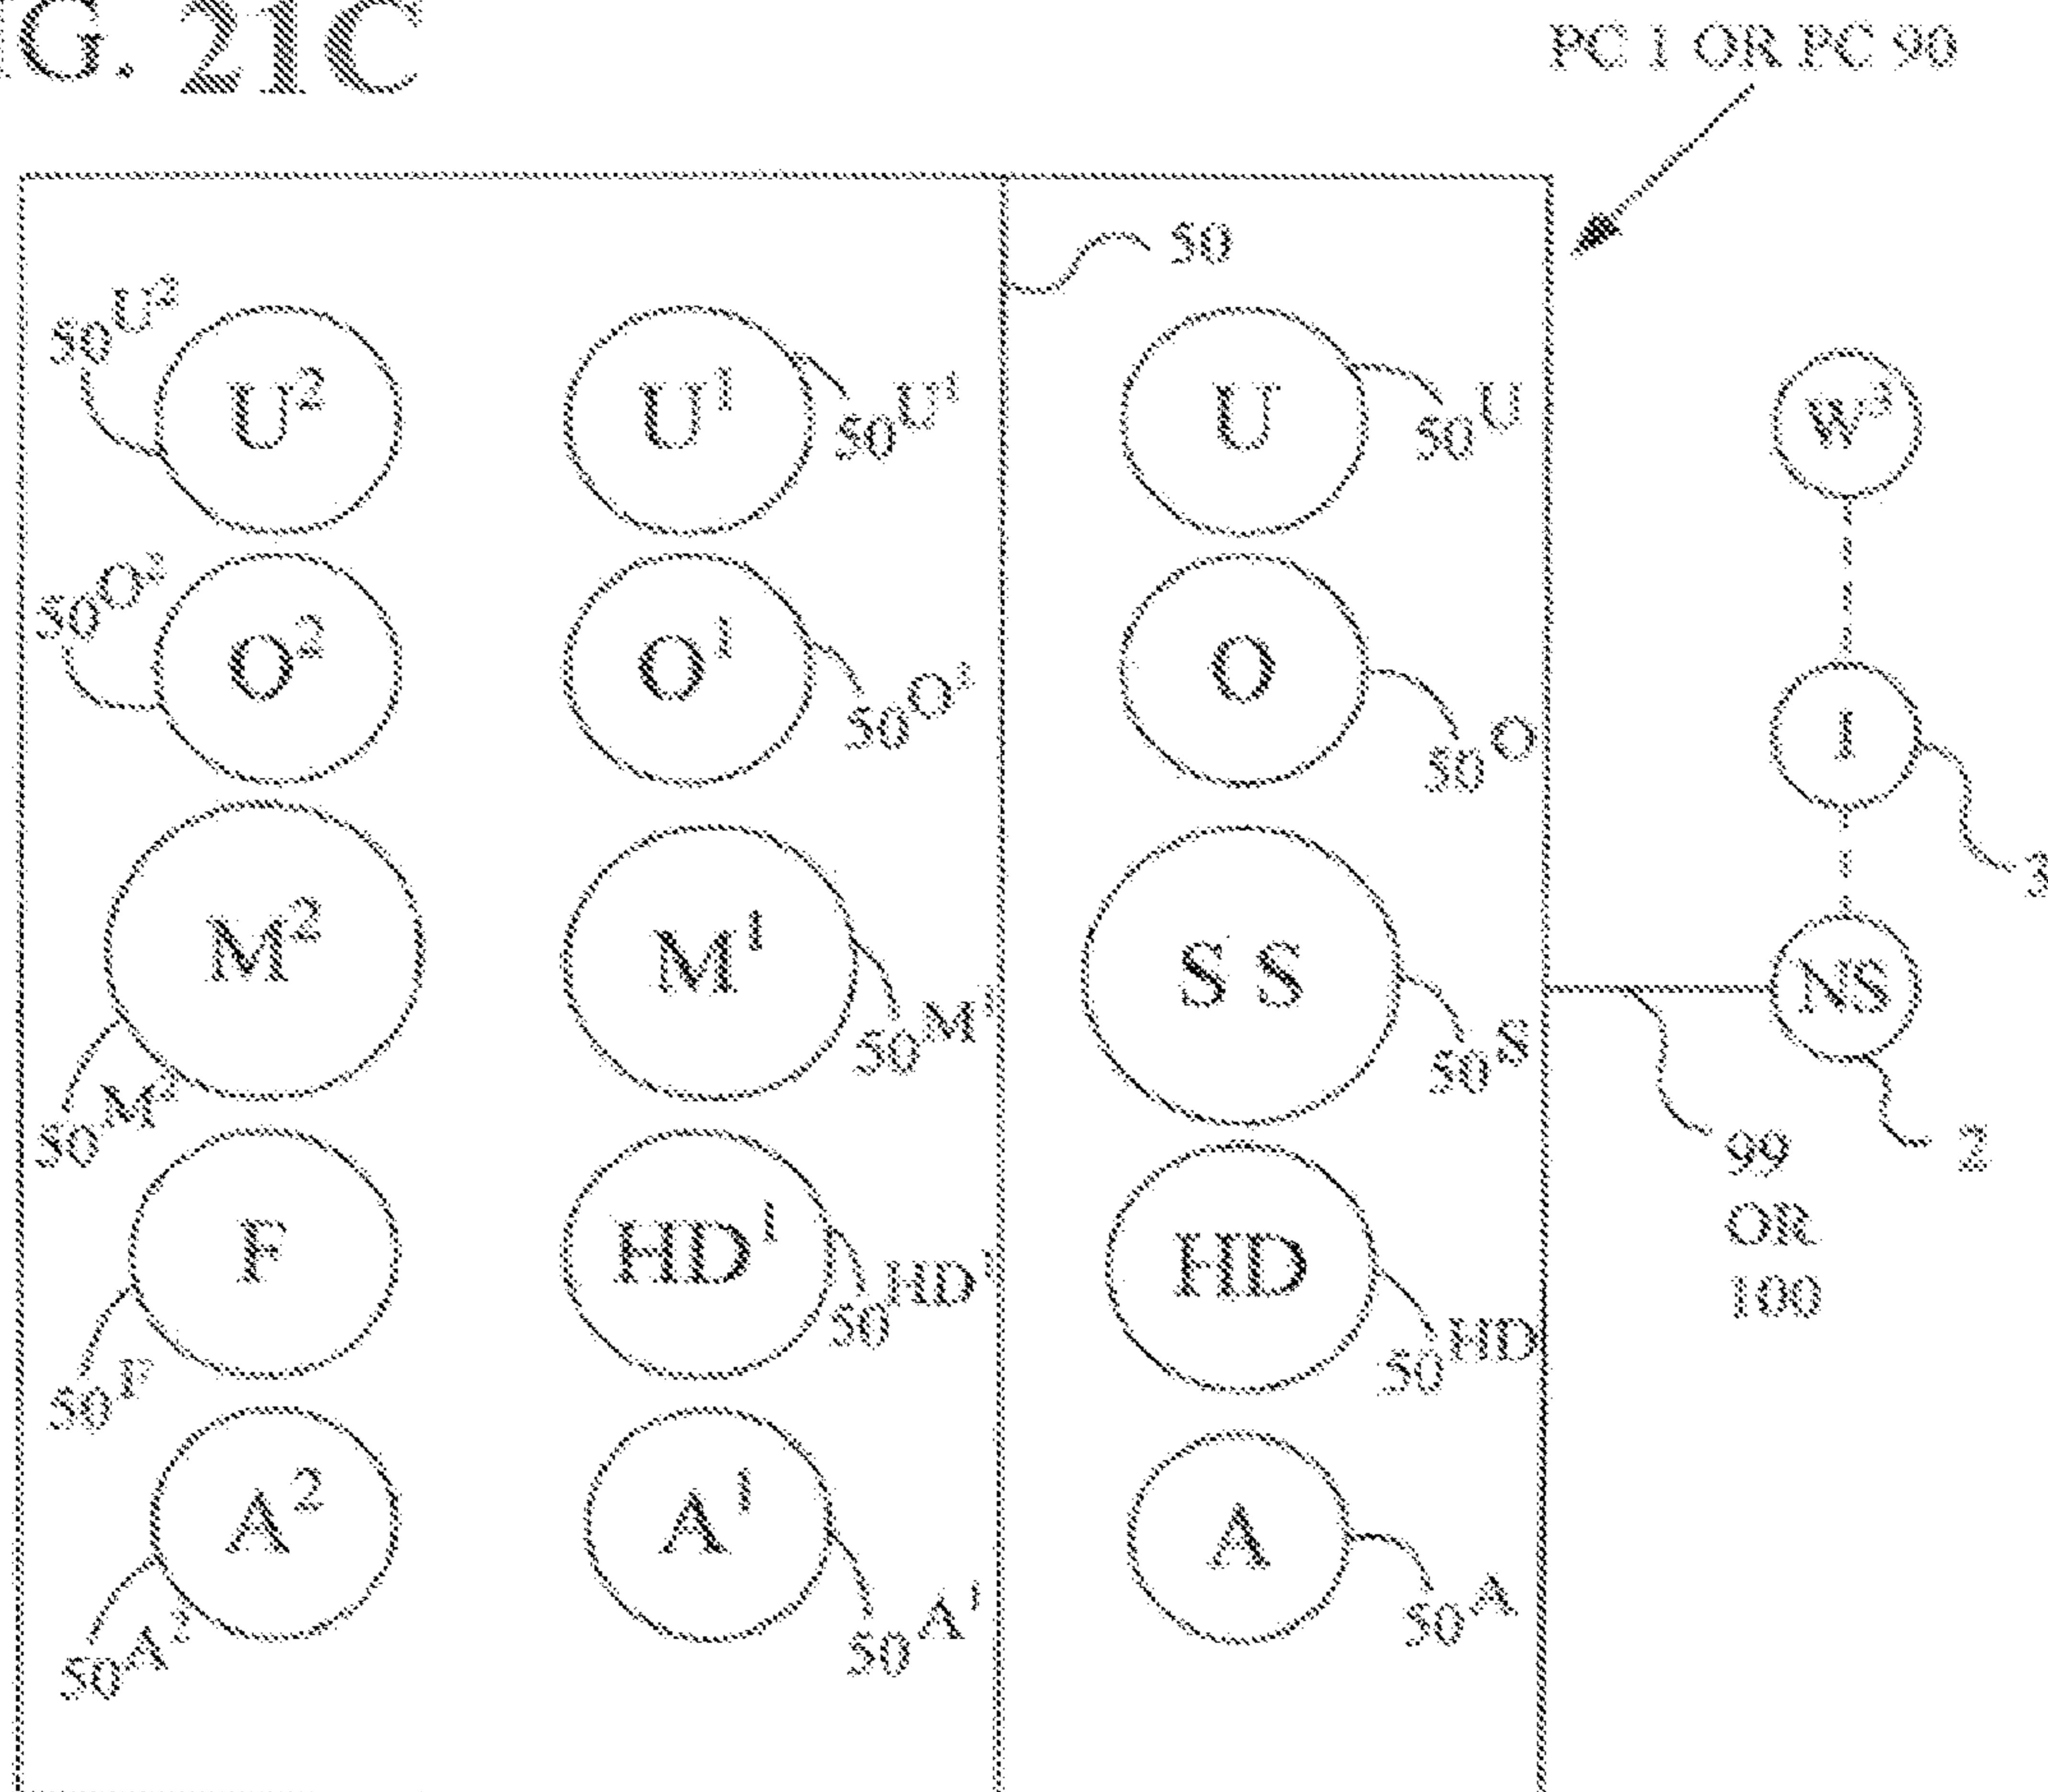 IG. 21C
PC 1 OR PC 90
50
50U²
U²
U¹
50U¹
U
50U
W³
50O²
O²
O¹
50O¹
O
50O
I
3
M²
50M²
M¹
50M¹
S S
50S
NS
2
99
OR
100
F
50F
HD¹
50HD¹
HD
50HD
A²
50A²
A¹
50A¹
A
50A